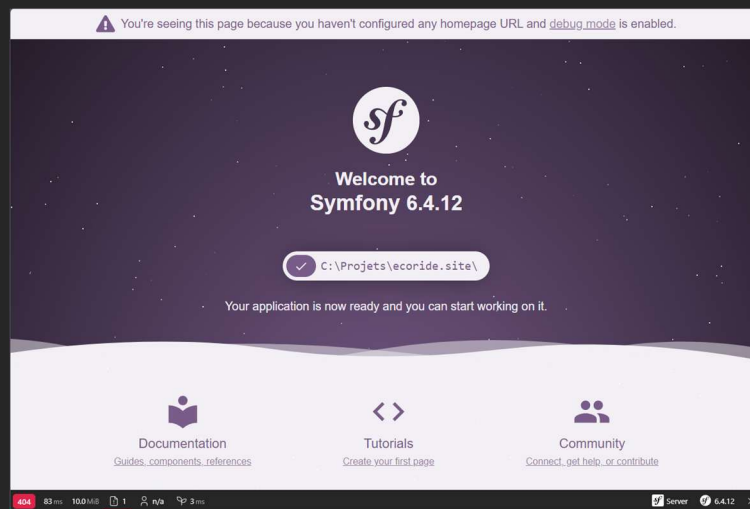 You're seeing this page because you haven't configured any homepage URL and debug mode is enabled.
sf
Welcome to
Symfony 6.4.12
C:\Projets\ecoride.site\
Your application is now ready and you can start working on it.
Documentation
Guides, components, references
Tutorials
Create your first page
Community
Connect, get help, or contribute
404 83 ms 10.0 MiB 1 n/a 3 ms sf Server sf 6.4.12